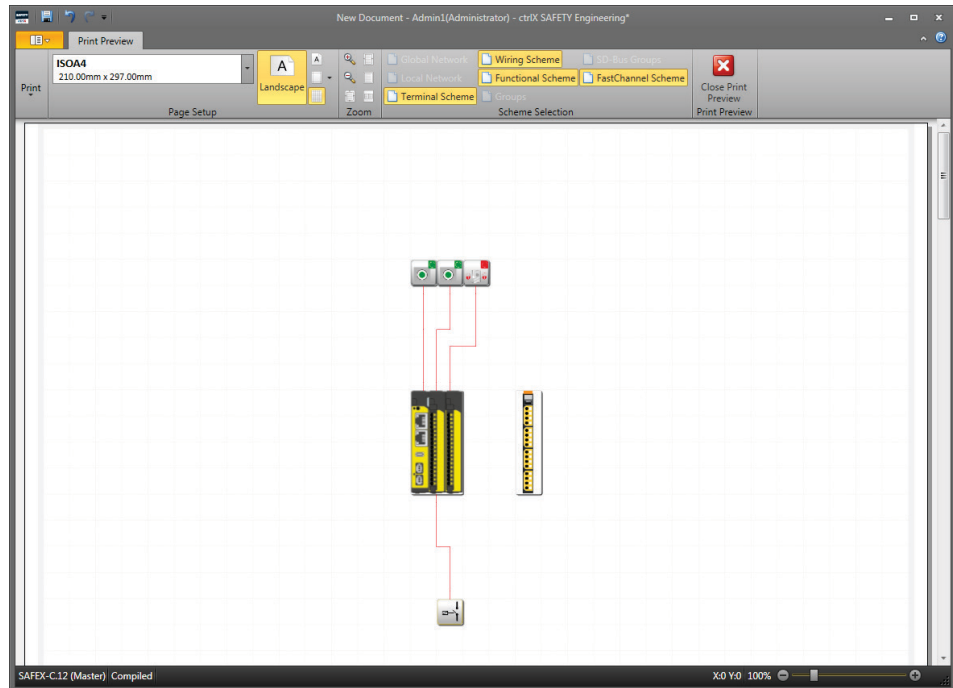 New Document - Admin1(Administrator) - ctrlX SAFETY Engineering*
Print Preview
Print
ISOA4
210.00mm x 297.00mm
A
Landscape
A
Page Setup
Zoom
Global Network
Wiring Scheme
SD-Bus Groups
Local Network
Functional Scheme
FastChannel Scheme
Terminal Scheme
Groups
Scheme Selection
Close Print
Preview
Print Preview
SAFEX-C.12 (Master) Compiled
X:0 Y:0 100%